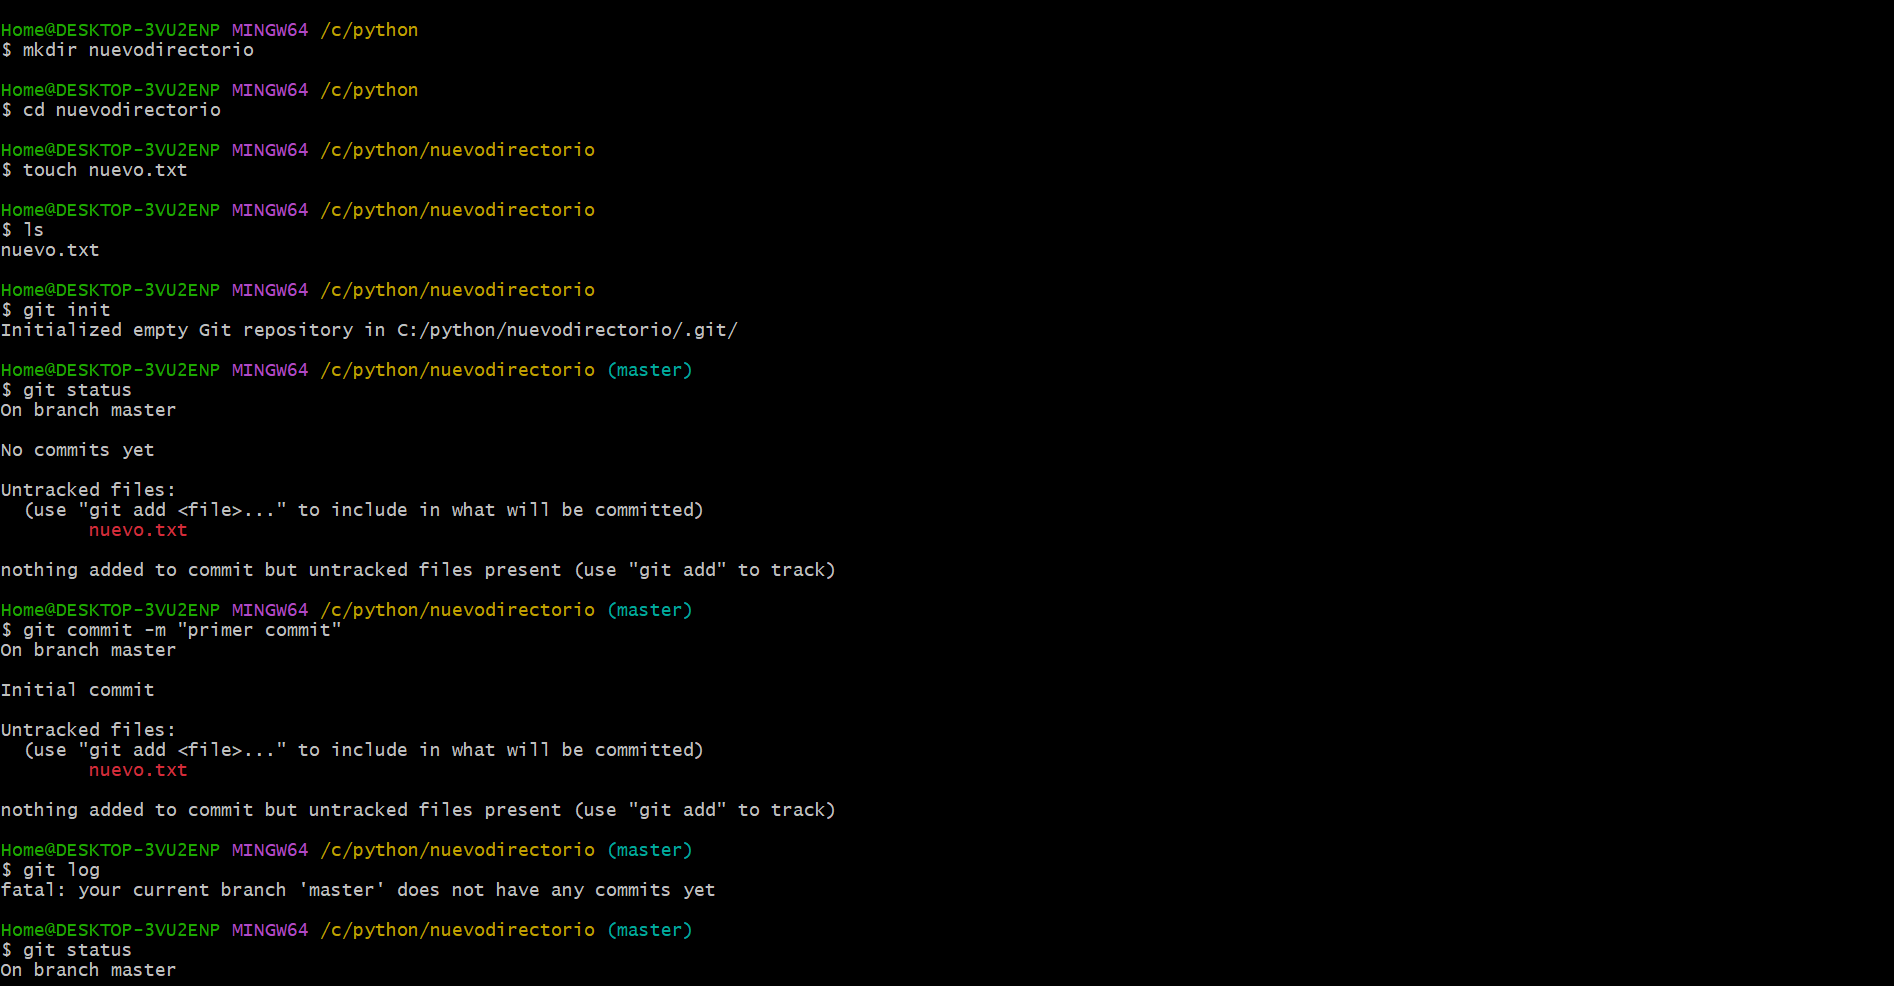 Home@DESKTOP-3VU2ENP MINGW64 /c/python
$ mkdir nuevodirectorio
Home@DESKTOP-3VU2ENP MINGW64 /c/python
$ cd nuevodirectorio
Home@DESKTOP-3VU2ENP MINGW64 /c/python/nuevodirectorio
$ touch nuevo.txt
Home@DESKTOP-3VU2ENP MINGW64 /c/python/nuevodirectorio
$ ls
nuevo.txt
Home@DESKTOP-3VU2ENP MINGW64 /c/python/nuevodirectorio
$ git init
Initialized empty Git repository in C:/python/nuevodirectorio/.git/
Home@DESKTOP-3VU2ENP MINGW64 /c/python/nuevodirectorio (master)
$ git status
On branch master
No commits yet
Untracked files:
  (use "git add <file>..." to include in what will be committed)
        nuevo.txt
nothing added to commit but untracked files present (use "git add" to track)
Home@DESKTOP-3VU2ENP MINGW64 /c/python/nuevodirectorio (master)
$ git commit -m "primer commit"
On branch master
Initial commit
Untracked files:
  (use "git add <file>..." to include in what will be committed)
        nuevo.txt
nothing added to commit but untracked files present (use "git add" to track)
Home@DESKTOP-3VU2ENP MINGW64 /c/python/nuevodirectorio (master)
$ git log
fatal: your current branch 'master' does not have any commits yet
Home@DESKTOP-3VU2ENP MINGW64 /c/python/nuevodirectorio (master)
$ git status
On branch master